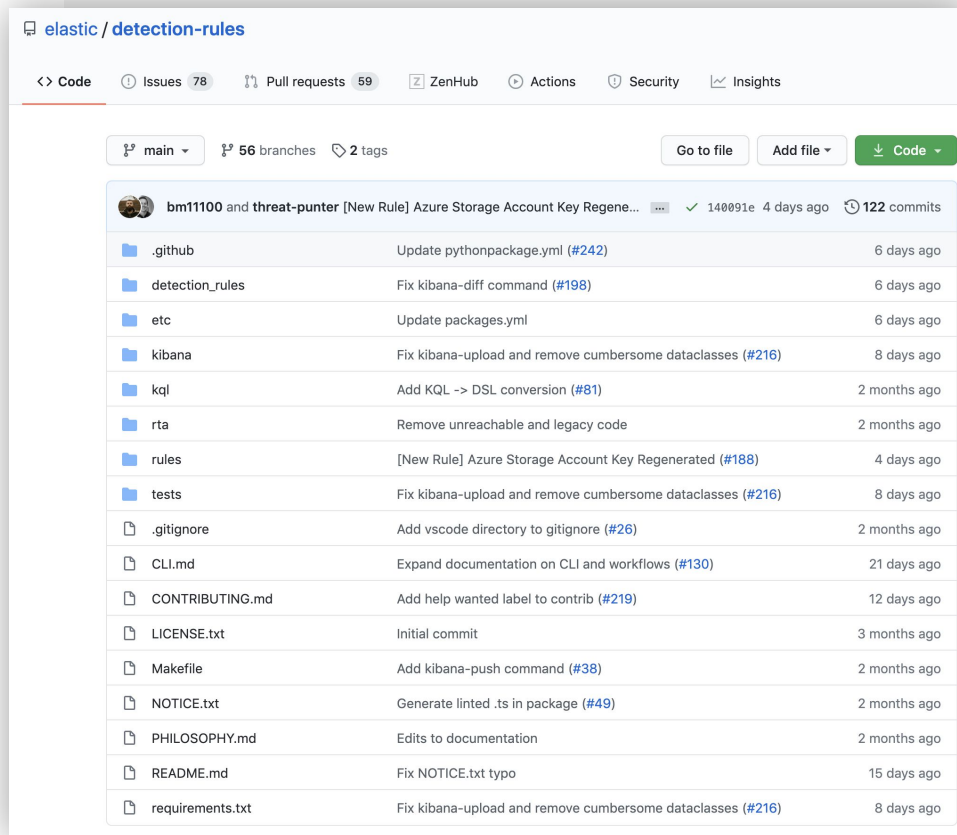 elastic / detection-rules
<> Code Issues 78 Pull requests 59 ZenHub Actions Security Insights
main 56 branches 2 tags Go to file Add file Code
bm11100 and threat-punter [New Rule] Azure Storage Account Key Regene... ... 140091e 4 days ago 122 commits
.github Update pythonpackage.yml (#242) 6 days ago
detection_rules Fix kibana-diff command (#198) 6 days ago
etc Update packages.yml 6 days ago
kibana Fix kibana-upload and remove cumbersome dataclasses (#216) 8 days ago
kql Add KQL -> DSL conversion (#81) 2 months ago
rta Remove unreachable and legacy code 2 months ago
rules [New Rule] Azure Storage Account Key Regenerated (#188) 4 days ago
tests Fix kibana-upload and remove cumbersome dataclasses (#216) 8 days ago
.gitignore Add vscode directory to gitignore (#26) 2 months ago
CLI.md Expand documentation on CLI and workflows (#130) 21 days ago
CONTRIBUTING.md Add help wanted label to contrib (#219) 12 days ago
LICENSE.txt Initial commit 3 months ago
Makefile Add kibana-push command (#38) 2 months ago
NOTICE.txt Generate linted .ts in package (#49) 2 months ago
PHILOSOPHY.md Edits to documentation 2 months ago
README.md Fix NOTICE.txt typo 15 days ago
requirements.txt Fix kibana-upload and remove cumbersome dataclasses (#216) 8 days ago